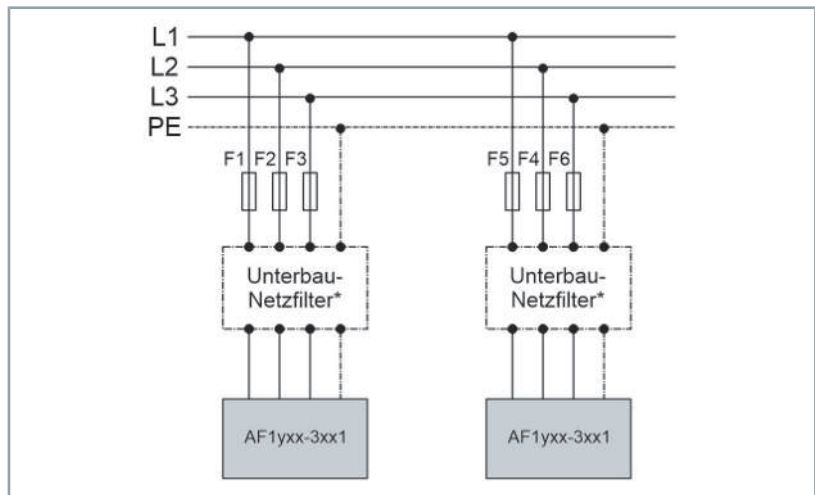 L1
L2
L3
PE
F1 F2 F3 F5 F4 F6
Unterbau-
Netzfilter*
Unterbau-
Netzfilter*
AF1yxx-3xx1 AF1yxx-3xx1